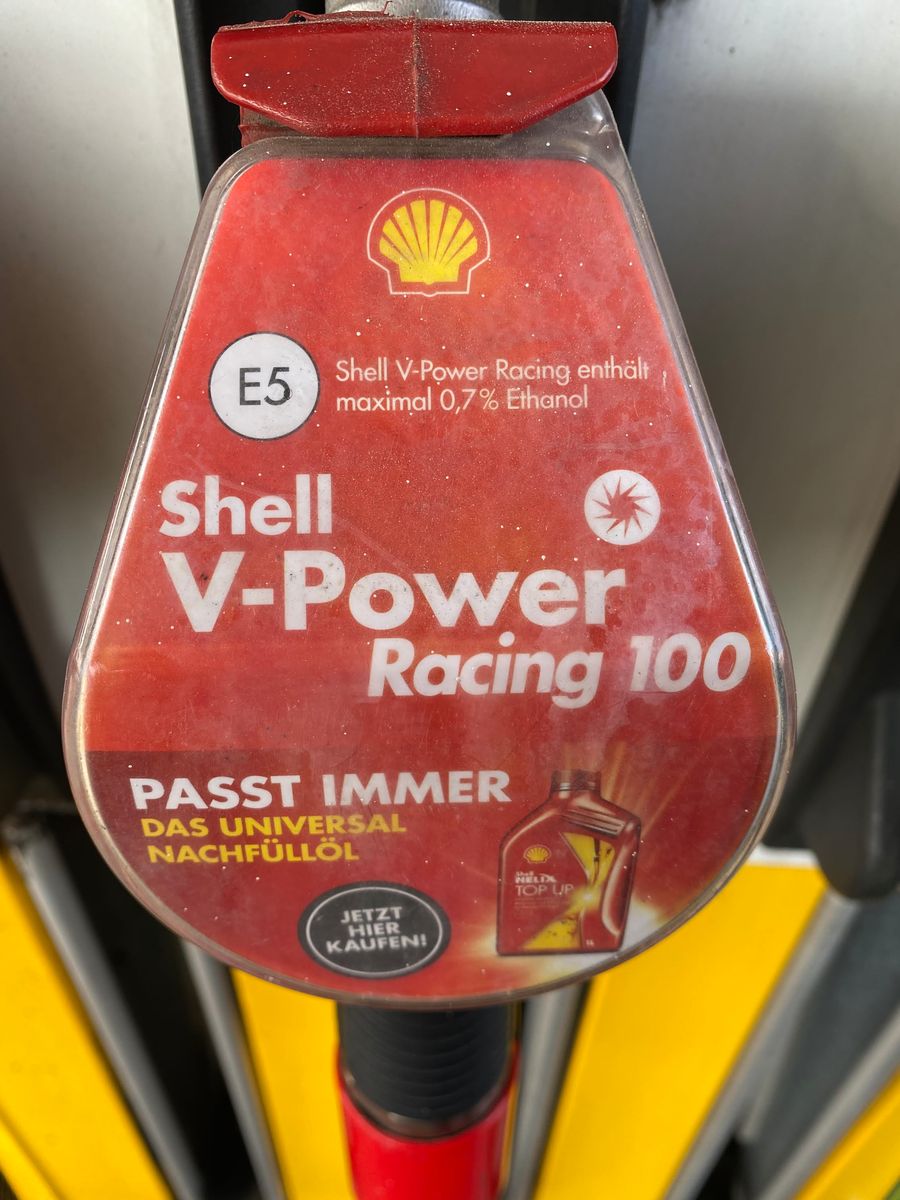 E5
Shell V-Power Racing enthält
maximal 0,7% Ethanol
Shell
V-Power
Racing 100
PASST IMMER
DAS UNIVERSAL
NACHFÜLLÖL
JETZT
HIER
KAUFEN!
Shell
HELIX
TOP UP
1L